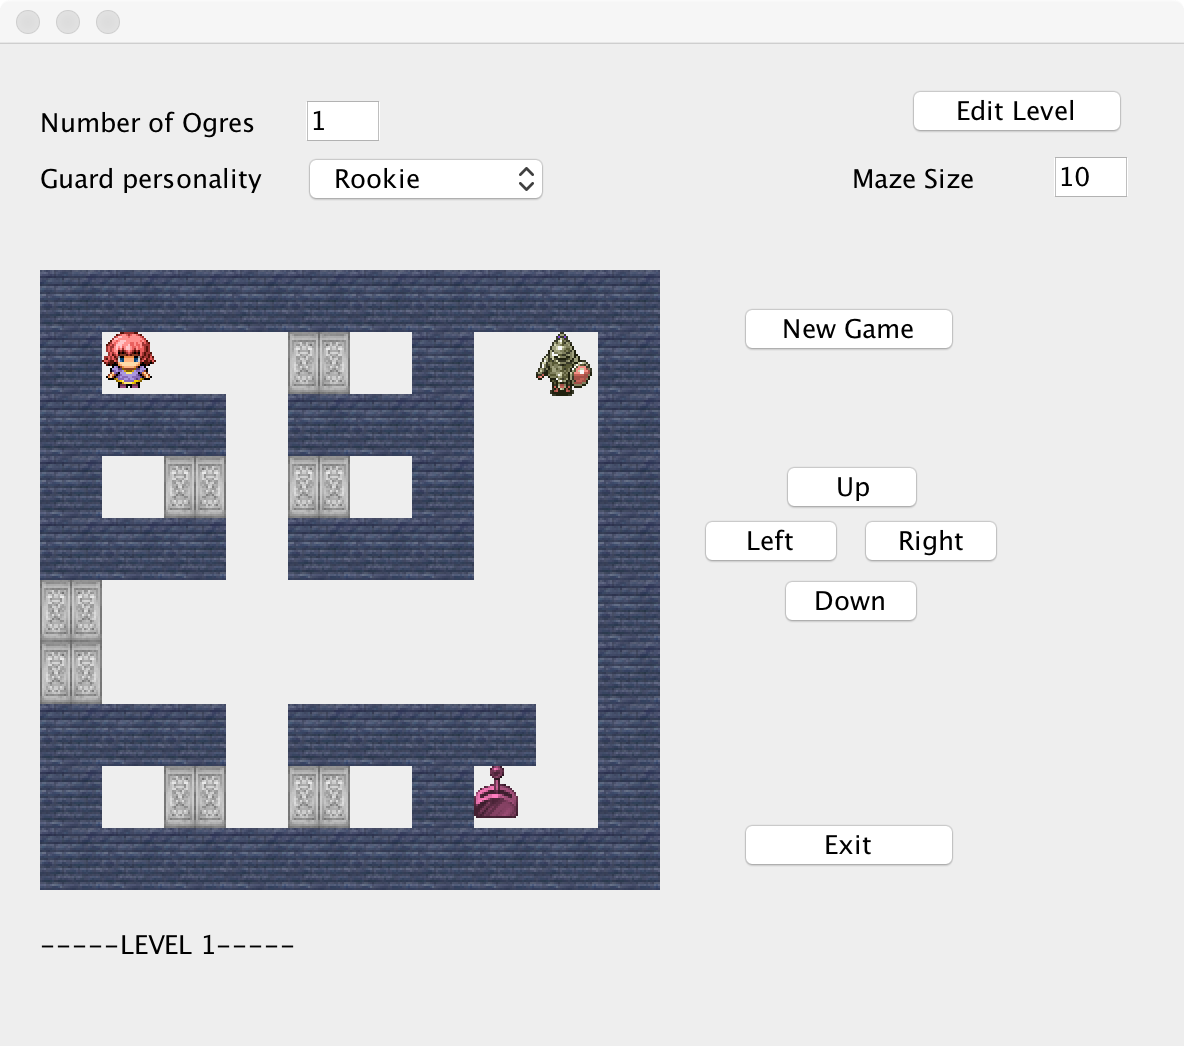 Number of Ogres 1 Edit Level
Guard personality Rookie Maze Size 10
New Game
Up
Left Right
Down
Exit
-----LEVEL 1-----